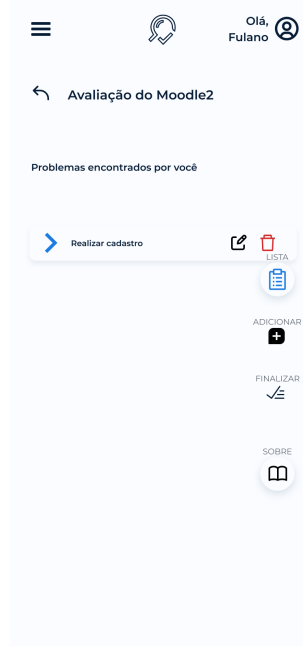 Olá,
Fulano
Avaliação do Moodle2
Problemas encontrados por você
Realizar cadastro
LISTA
ADICIONAR
FINALIZAR
SOBRE